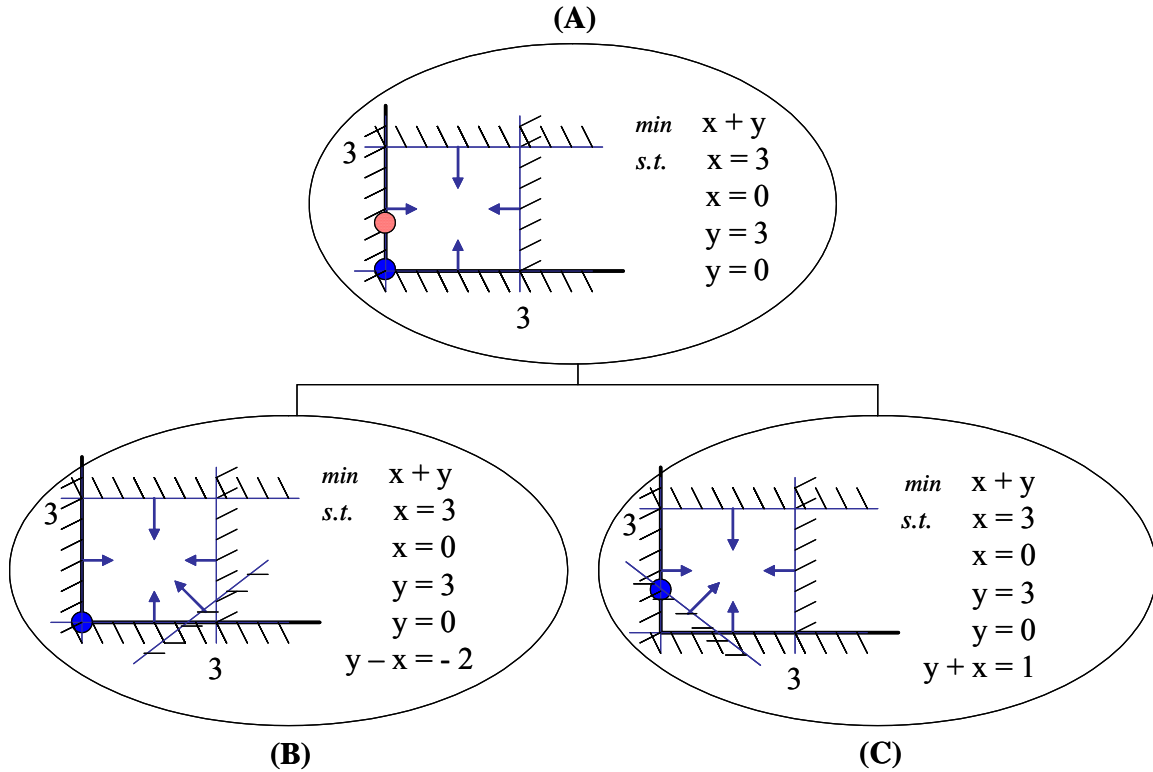 (A)
3
3
min x + y
s.t. x = 3
x = 0
y = 3
y = 0
3
3
min x + y
s.t. x = 3
x = 0
y = 3
y = 0
y – x = - 2
(B)
3
3
min x + y
s.t. x = 3
x = 0
y = 3
y = 0
y + x = 1
(C)